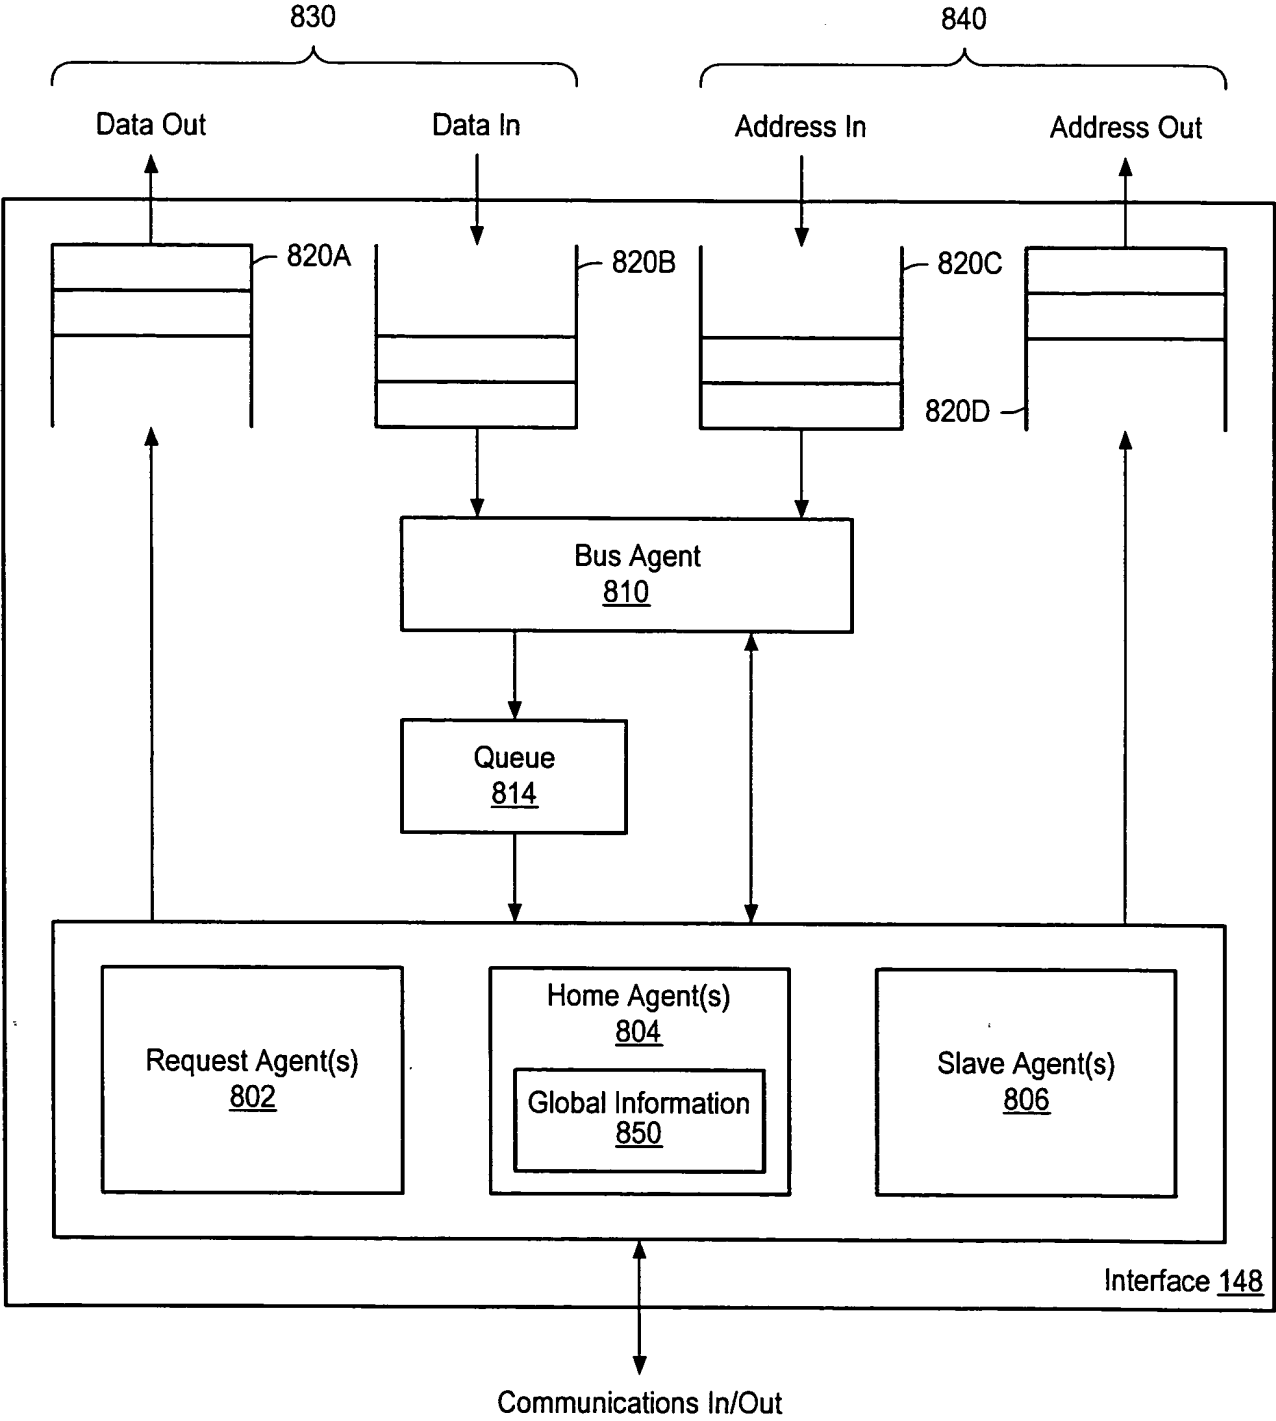 830
840
Data Out
Data In
Address In
Address Out
820A
820B
820C
820D
Bus Agent
810
Queue
814
Home Agent(s)
804
Request Agent(s)
802
Slave Agent(s)
806
Global Information
850
Interface 148
Communications In/Out